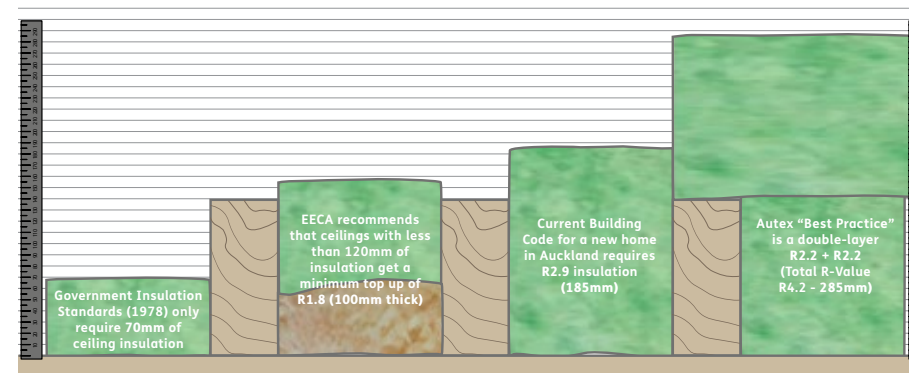 Government Insulation
Standards (1978) only
require 70mm of
ceiling insulation
EECA recommends
that ceilings with less
than 120mm of
insulation get a
minimum top up of
R1.8 (100mm thick)
Current Building
Code for a new home
in Auckland requires
R2.9 insulation
(185mm)
Autex “Best Practice”
is a double-layer
R2.2 + R2.2
(Total R-Value
R4.2 - 285mm)